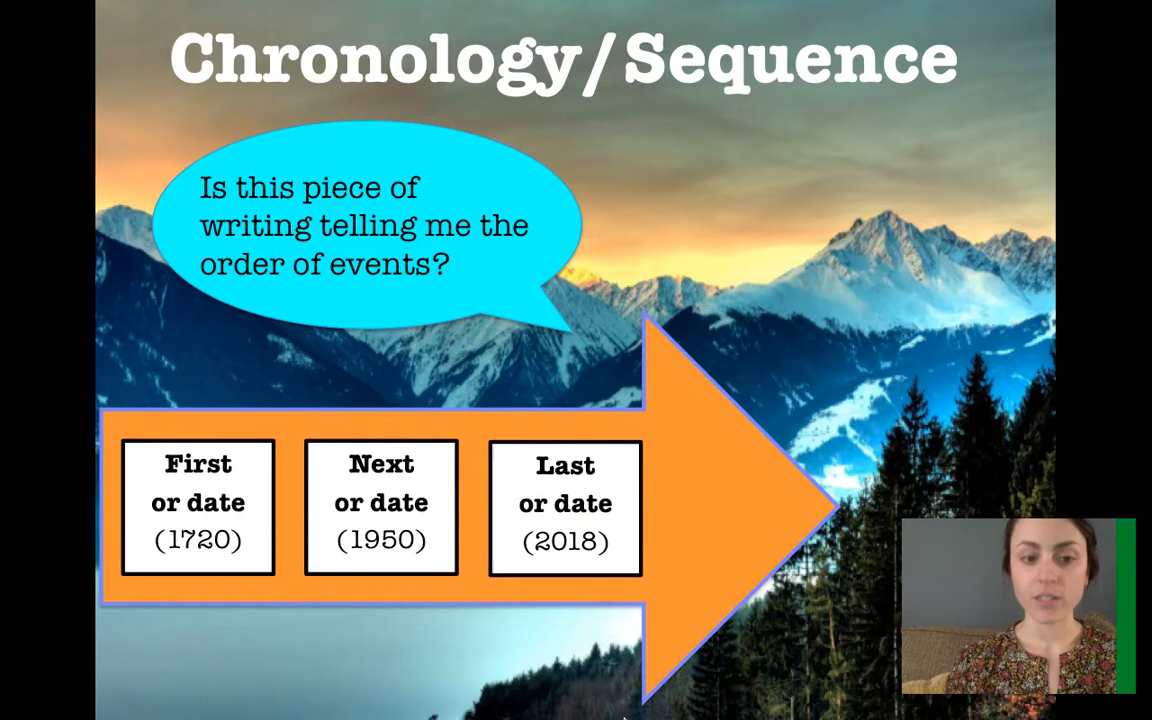 Chronology/Sequence
Is this piece of
writing telling me the
order of events?
First
or date
(1720)
Next
or date
(1950)
Last
or date
(2018)